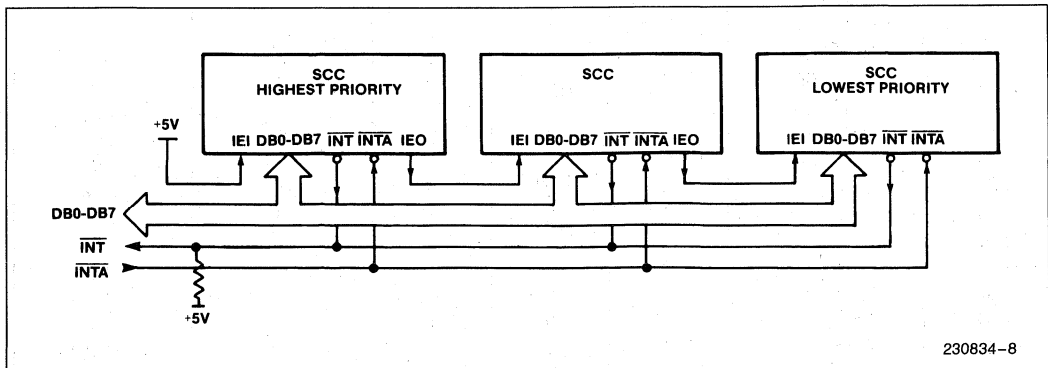 SCC
HIGHEST PRIORITY
SCC
SCC
LOWEST PRIORITY
+5V
IEI DB0-DB7 INT INTA IEO
IEI DB0-DB7 INT INTA IEO
IEI DB0-DB7 INT INTA
DB0-DB7
INT
INTA
+5V
230834-8